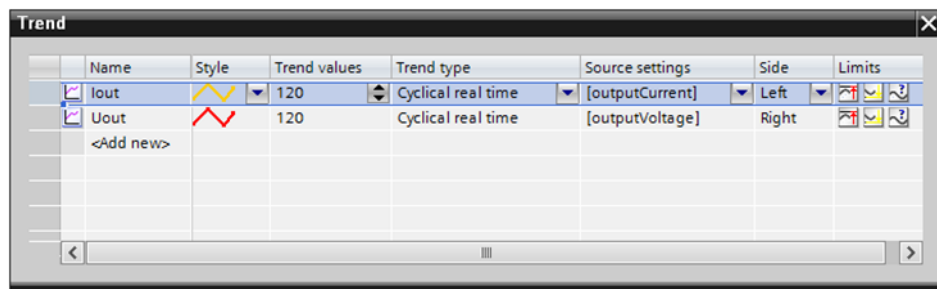 Trend
Name Style Trend values Trend type Source settings Side Limits
Iout 120 Cyclical real time [outputCurrent] Left
Uout 120 Cyclical real time [outputVoltage] Right
<Add new>